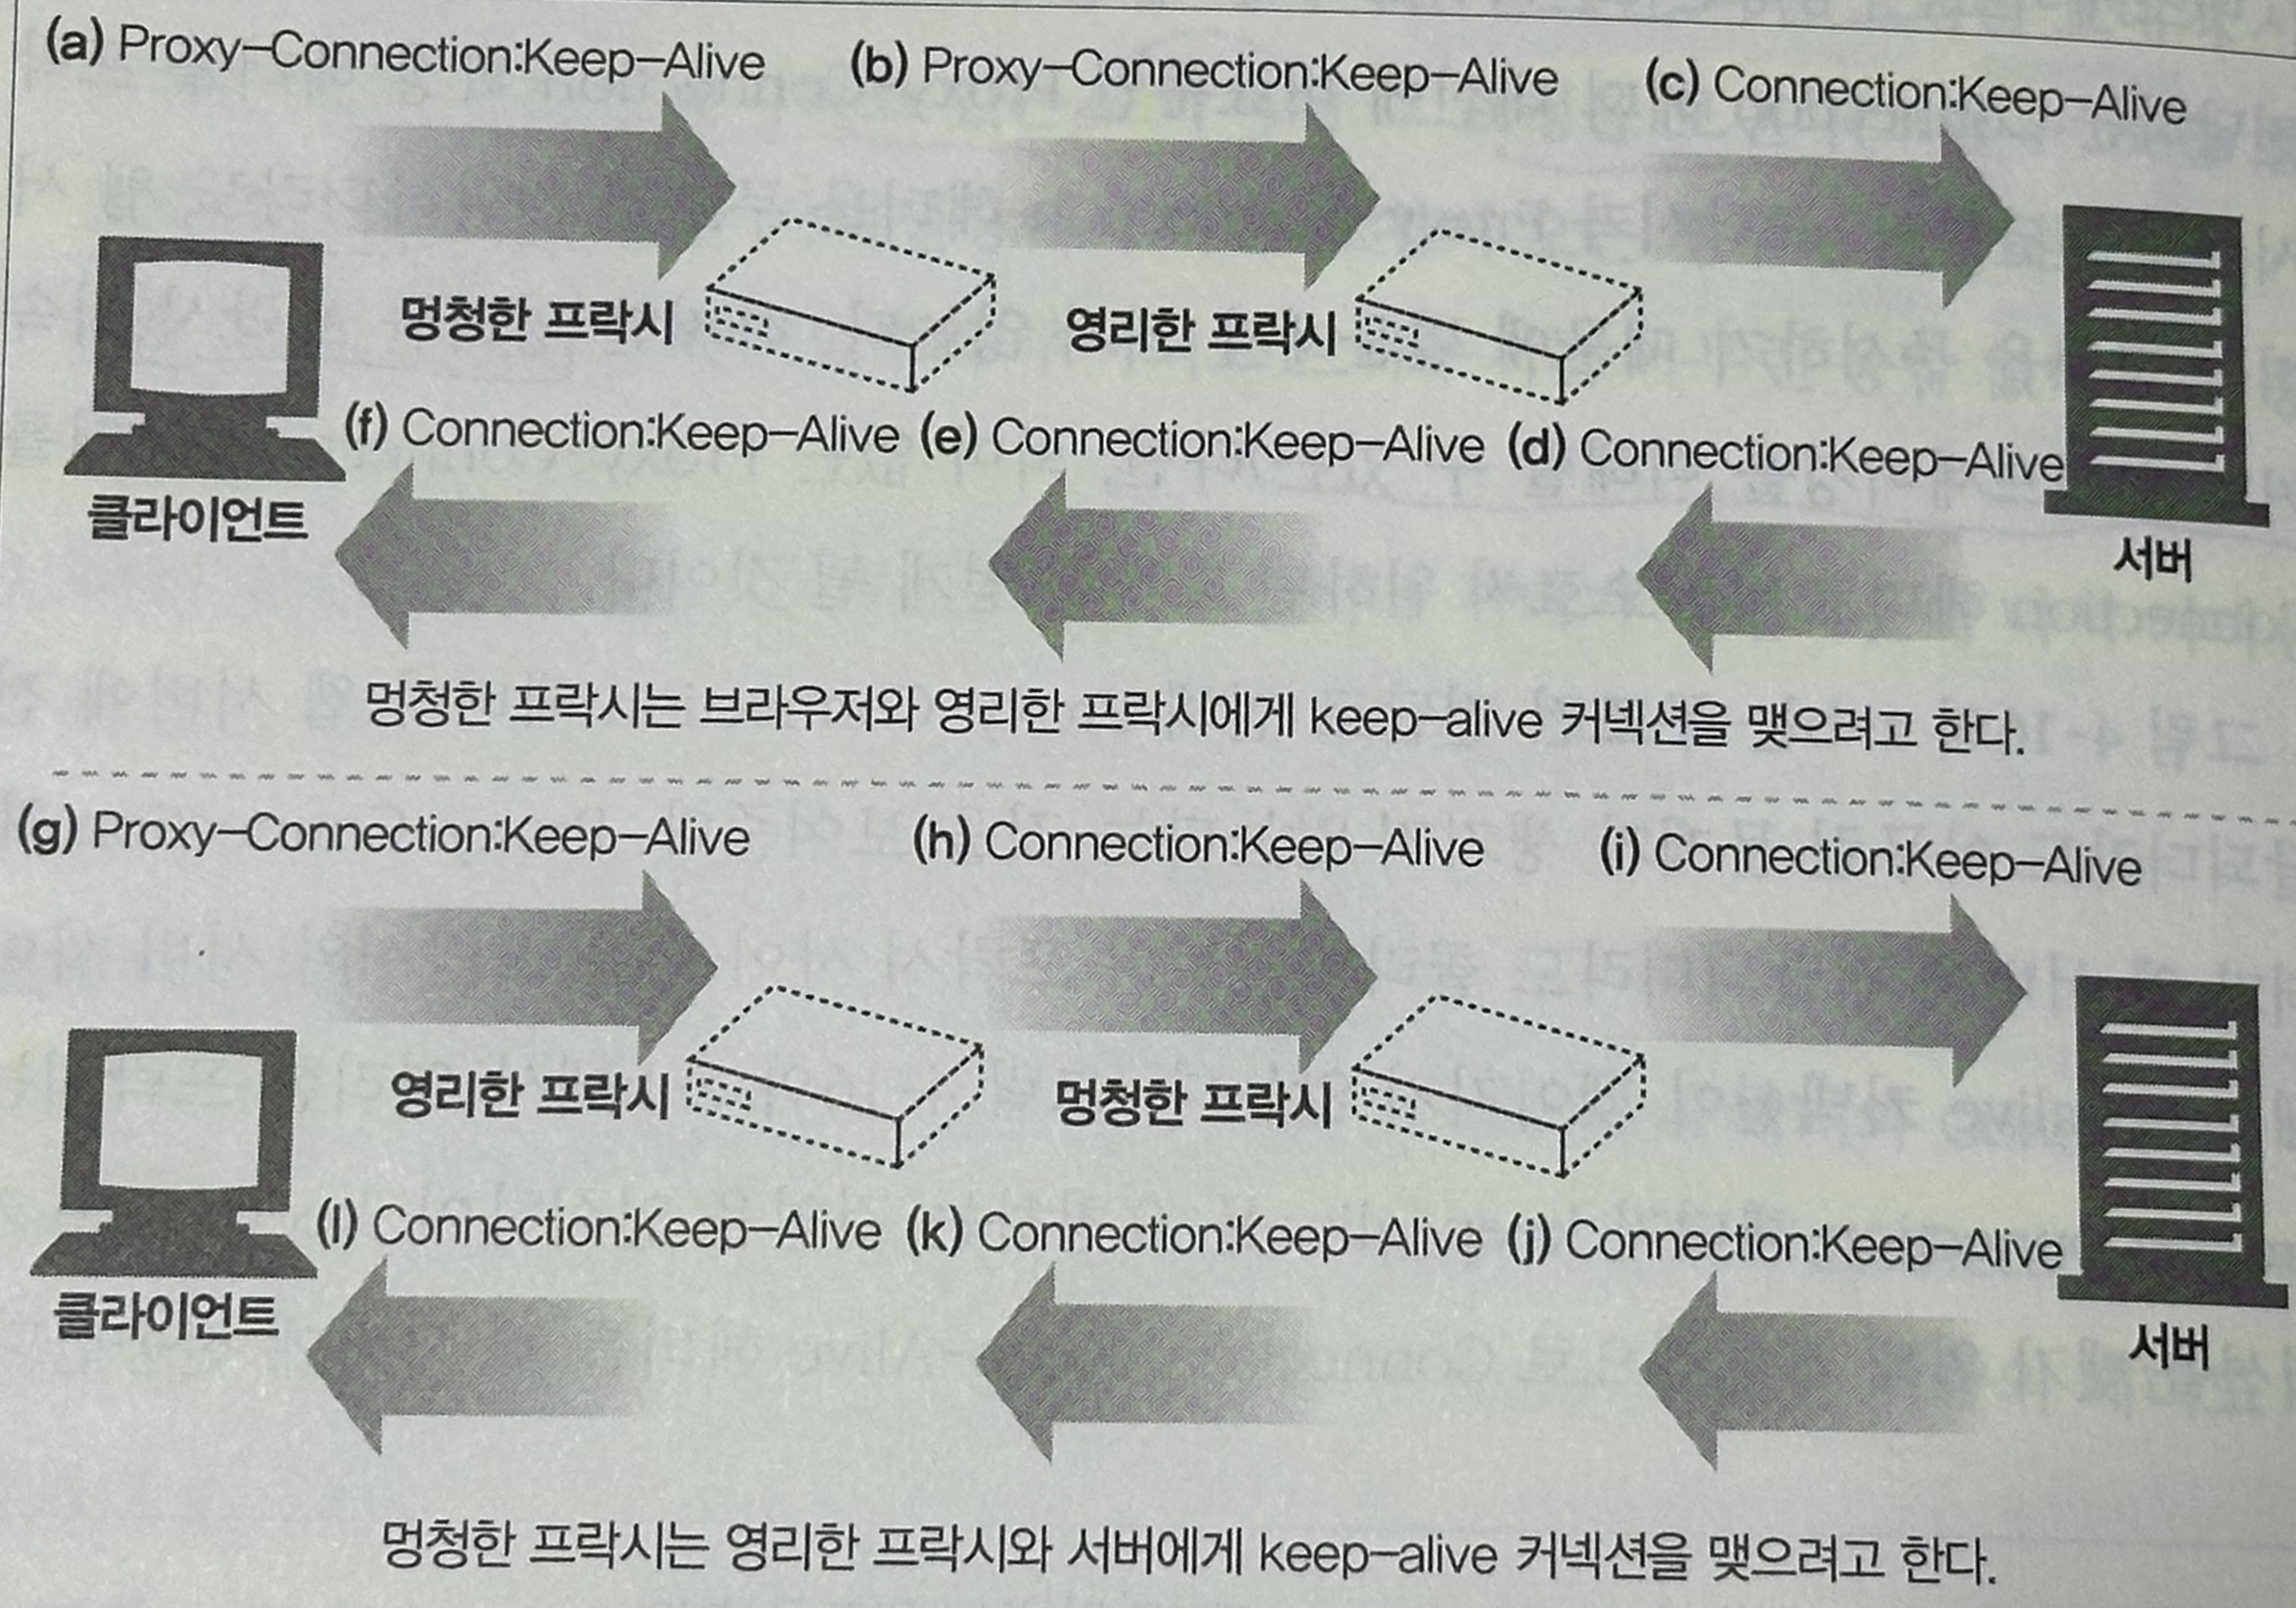 (a) Proxy-Connection:Keep-Alive (b) Proxy-Connection:Keep-Alive (c) Connection:Keep-Alive
멍청한 프락시 영리한 프락시
(f) Connection:Keep-Alive (e) Connection:Keep-Alive (d) Connection:Keep-Alive
클라이언트 서버
멍청한 프락시는 브라우저와 영리한 프락시에게 keep-alive 커넥션을 맺으려고 한다.
(g) Proxy-Connection:Keep-Alive (h) Connection:Keep-Alive (i) Connection:Keep-Alive
영리한 프락시 멍청한 프락시
(l) Connection:Keep-Alive (k) Connection:Keep-Alive (j) Connection:Keep-Alive
클라이언트 서버
멍청한 프락시는 영리한 프락시와 서버에게 keep-alive 커넥션을 맺으려고 한다.